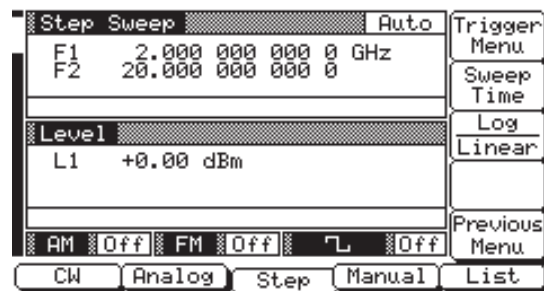 Step Sweep Auto
F1 2.000 000 000 0 GHz
F2 20.000 000 000 0
Level
L1 +0.00 dBm
AM Off FM Off Off
Trigger
Menu
Sweep
Time
Log
Linear
Previous
Menu
CW Analog Step Manual List